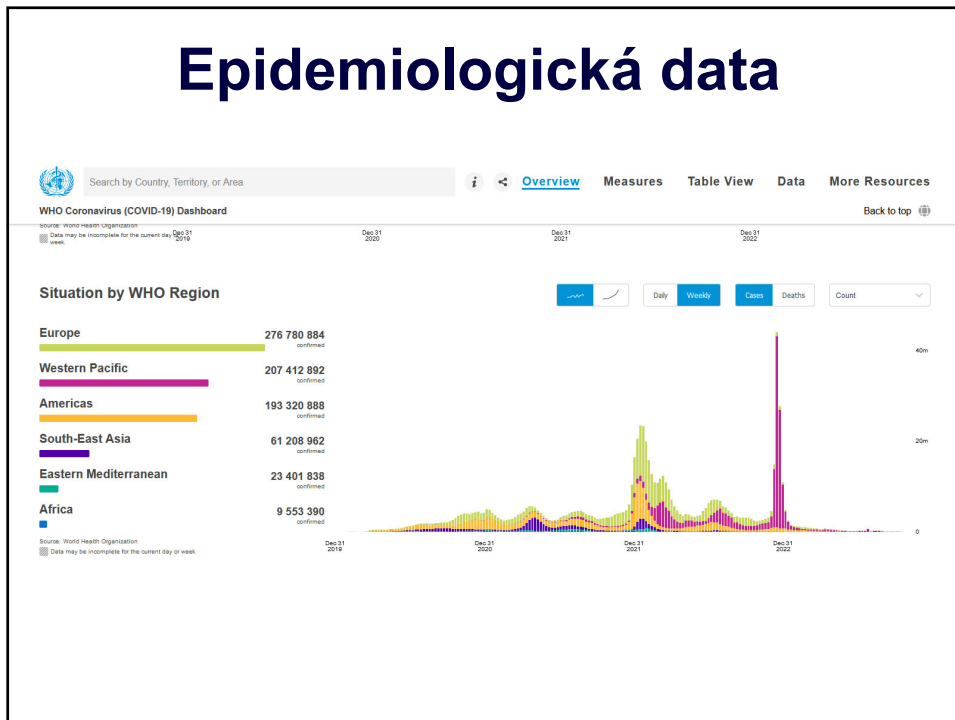 Epidemiologická data
Search by Country, Territory, or Area
i
Overview Measures Table View Data More Resources
WHO Coronavirus (COVID-19) Dashboard
Back to top
Source: World Health Organization
Data may be incomplete for the current day or
week.
Dec 31
2019
Dec 31
2020
Dec 31
2021
Dec 31
2022
Situation by WHO Region
Daily Weekly Cases Deaths Count
Europe 276 780 884
confirmed
Western Pacific 207 412 892
confirmed
Americas 193 320 888
confirmed
South-East Asia 61 208 962
confirmed
Eastern Mediterranean 23 401 838
confirmed
Africa 9 553 390
confirmed
40m
20m
0
Source: World Health Organization
Data may be incomplete for the current day or week
Dec 31
2019
Dec 31
2020
Dec 31
2021
Dec 31
2022